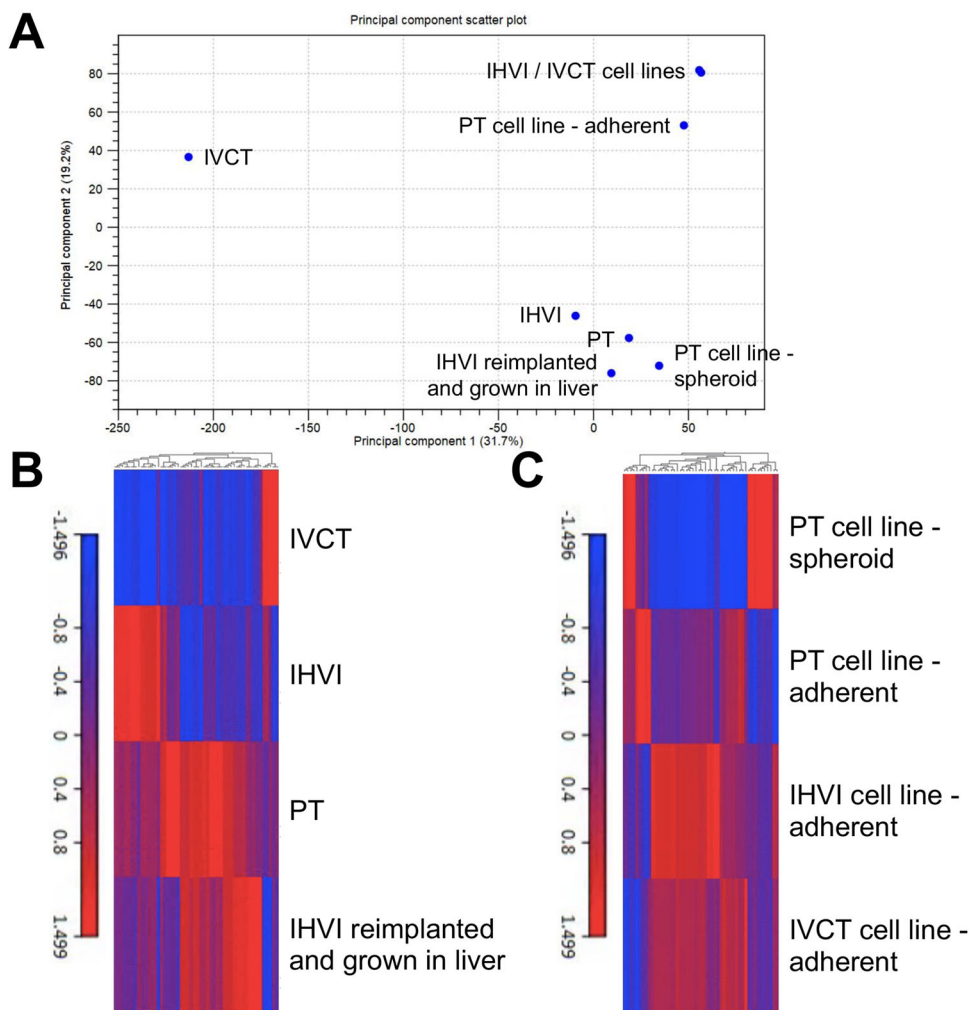 A
Principal component scatter plot
Principal component 2 (19.2%)
80
60
40
20
0
-20
-40
-60
-80
IHVI / IVCT cell lines
PT cell line - adherent
IVCT
IHVI
PT
IHVI reimplanted
and grown in liver
PT cell line -
spheroid
-250
-200
-150
-100
-50
0
50
Principal component 1 (31.7%)
B
-1.496
-0.8
-0.4
0
0.4
0.8
1.499
IVCT
IHVI
PT
IHVI reimplanted
and grown in liver
C
-1.496
-0.8
-0.4
0
0.4
0.8
1.499
PT cell line -
spheroid
PT cell line -
adherent
IHVI cell line -
adherent
IVCT cell line -
adherent